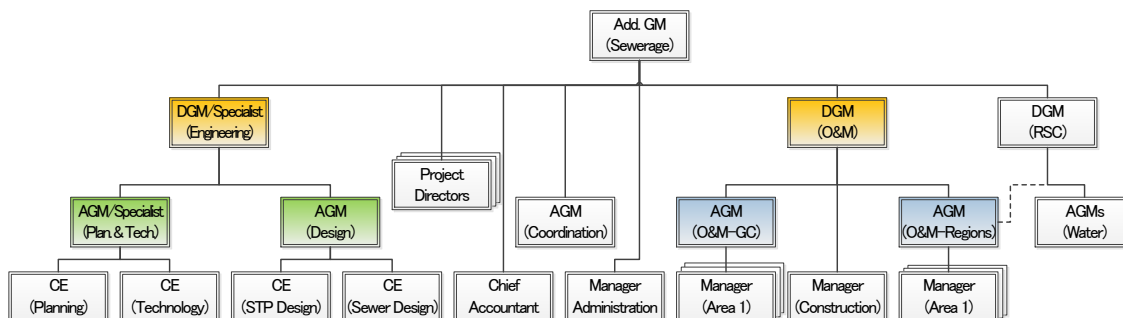 Add. GM
(Sewerage)
DGM/Specialist
(Engineering)
DGM
(O&M)
DGM
(RSC)
Project
Directors
AGM/Specialist
(Plan. & Tech.)
AGM
(Design)
AGM
(Coordination)
AGM
(O&M-GC)
AGM
(O&M-Regions)
AGMs
(Water)
CE
(Planning)
CE
(Technology)
CE
(STP Design)
CE
(Sewer Design)
Chief
Accountant
Manager
Administration
Manager
(Area 1)
Manager
(Construction)
Manager
(Area 1)